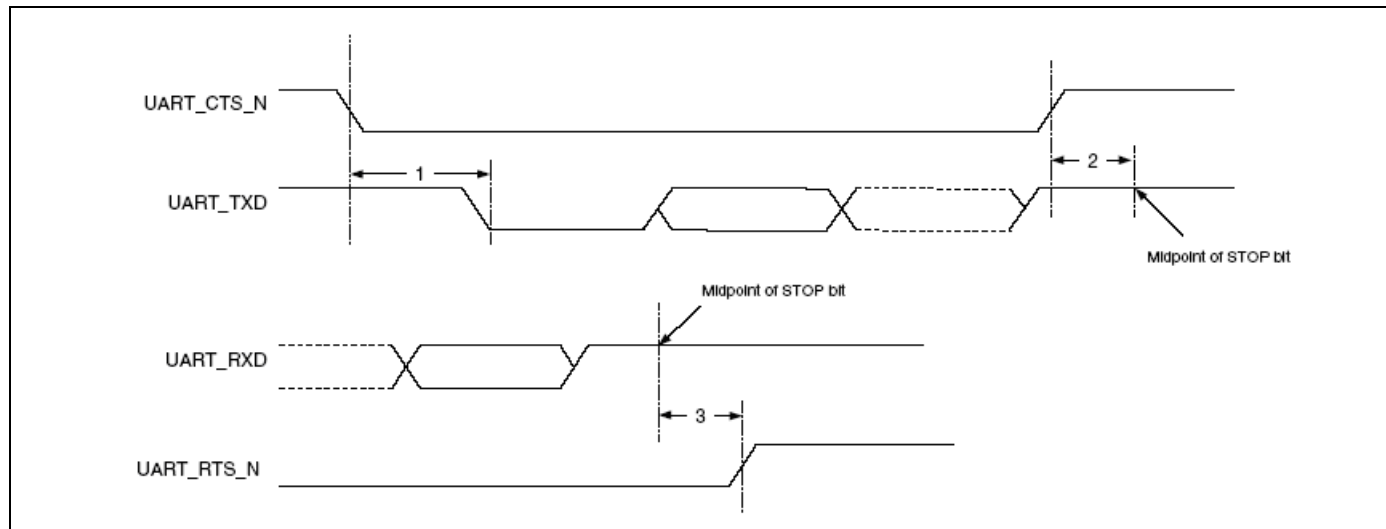 UART_CTS_N
1
2
UART_TXD
Midpoint of STOP bit
Midpoint of STOP bit
UART_RXD
3
UART_RTS_N